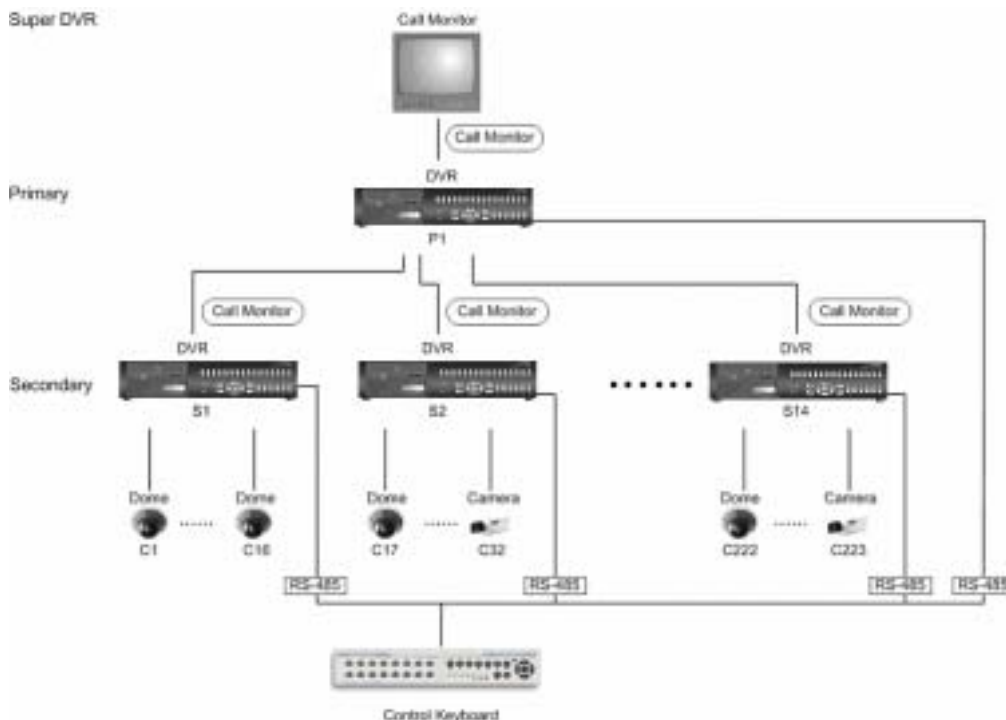 Super DVR
Call Monitor
Call Monitor
DVR
Primary
P1
Call Monitor
Call Monitor
Call Monitor
DVR
DVR
DVR
Secondary
S1
S2
S14
Dome
Dome
Dome
Camera
Dome
Camera
C1
C16
C17
C32
C222
C223
RS-485
RS-485
RS-485
RS-485
Control Keyboard